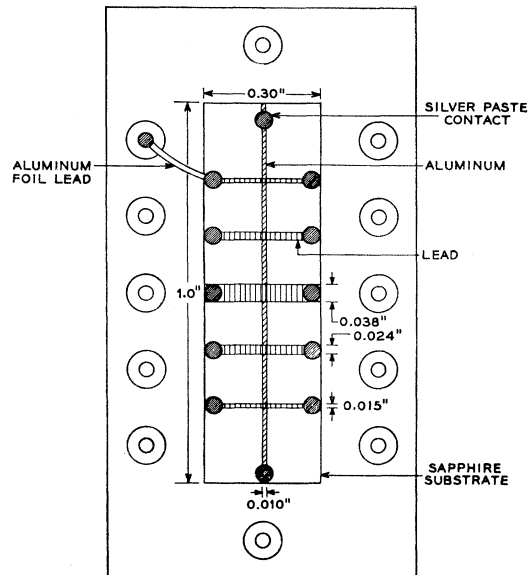 0.30"
SILVER PASTE
CONTACT
ALUMINUM
FOIL LEAD
ALUMINUM
LEAD
1.0"
0.038"
0.024"
0.015"
SAPPHIRE
SUBSTRATE
0.010"